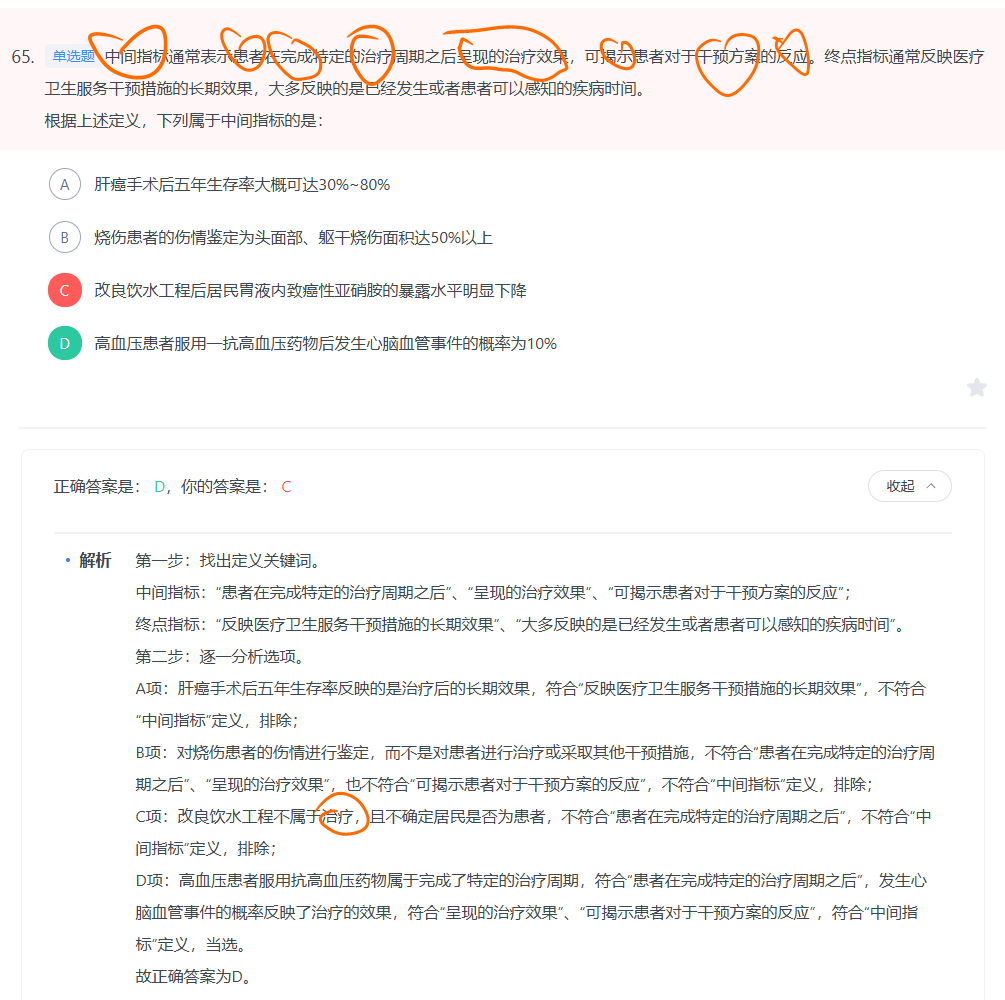 65. 单选题 中间指标通常表示患者在完成特定的治疗周期之后呈现的治疗效果，可揭示患者对于干预方案的反应。终点指标通常反映医疗
卫生服务干预措施的长期效果，大多反映的是已经发生或者患者可以感知的疾病时间。
根据上述定义，下列属于中间指标的是：
A 肝癌手术后五年生存率大概可达30%~80%
B 烧伤患者的伤情鉴定为头面部、躯干烧伤面积达50%以上
C 改良饮水工程后居民胃液内致癌性亚硝胺的暴露水平明显下降
D 高血压患者服用一抗高血压药物后发生心脑血管事件的概率为10%
正确答案是： D，你的答案是： C
收起
· 解析 第一步：找出定义关键词。
中间指标：“患者在完成特定的治疗周期之后”、“呈现的治疗效果”、“可揭示患者对于干预方案的反应”；
终点指标：“反映医疗卫生服务干预措施的长期效果”、“大多反映的是已经发生或者患者可以感知的疾病时间”。
第二步：逐一分析选项。
A项：肝癌手术后五年生存率反映的是治疗后的长期效果，符合“反映医疗卫生服务干预措施的长期效果”，不符合
“中间指标”定义，排除；
B项：对烧伤患者的伤情进行鉴定，而不是对患者进行治疗或采取其他干预措施，不符合“患者在完成特定的治疗周
期之后”、“呈现的治疗效果”，也不符合“可揭示患者对于干预方案的反应”，不符合“中间指标”定义，排除；
C项：改良饮水工程不属于治疗，且不确定居民是否为患者，不符合“患者在完成特定的治疗周期之后”，不符合“中
间指标”定义，排除；
D项：高血压患者服用抗高血压药物属于完成了特定的治疗周期，符合“患者在完成特定的治疗周期之后”，发生心
脑血管事件的概率反映了治疗的效果，符合“呈现的治疗效果”、“可揭示患者对于干预方案的反应”，符合“中间指
标”定义，当选。
故正确答案为D。